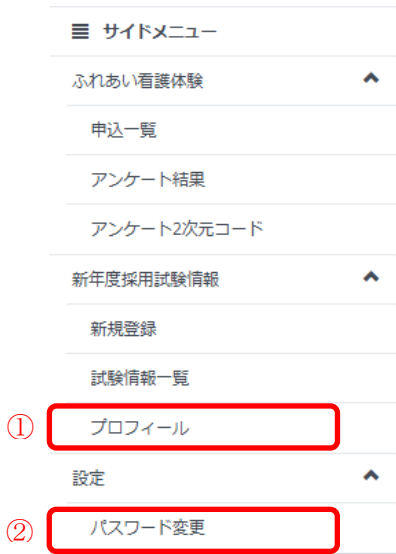 ≣ サイドメニュー
ふれあい看護体験
申込一覧
アンケート結果
アンケート2次元コード
新年度採用試験情報
新規登録
試験情報一覧
① プロフィール
設定
② パスワード変更